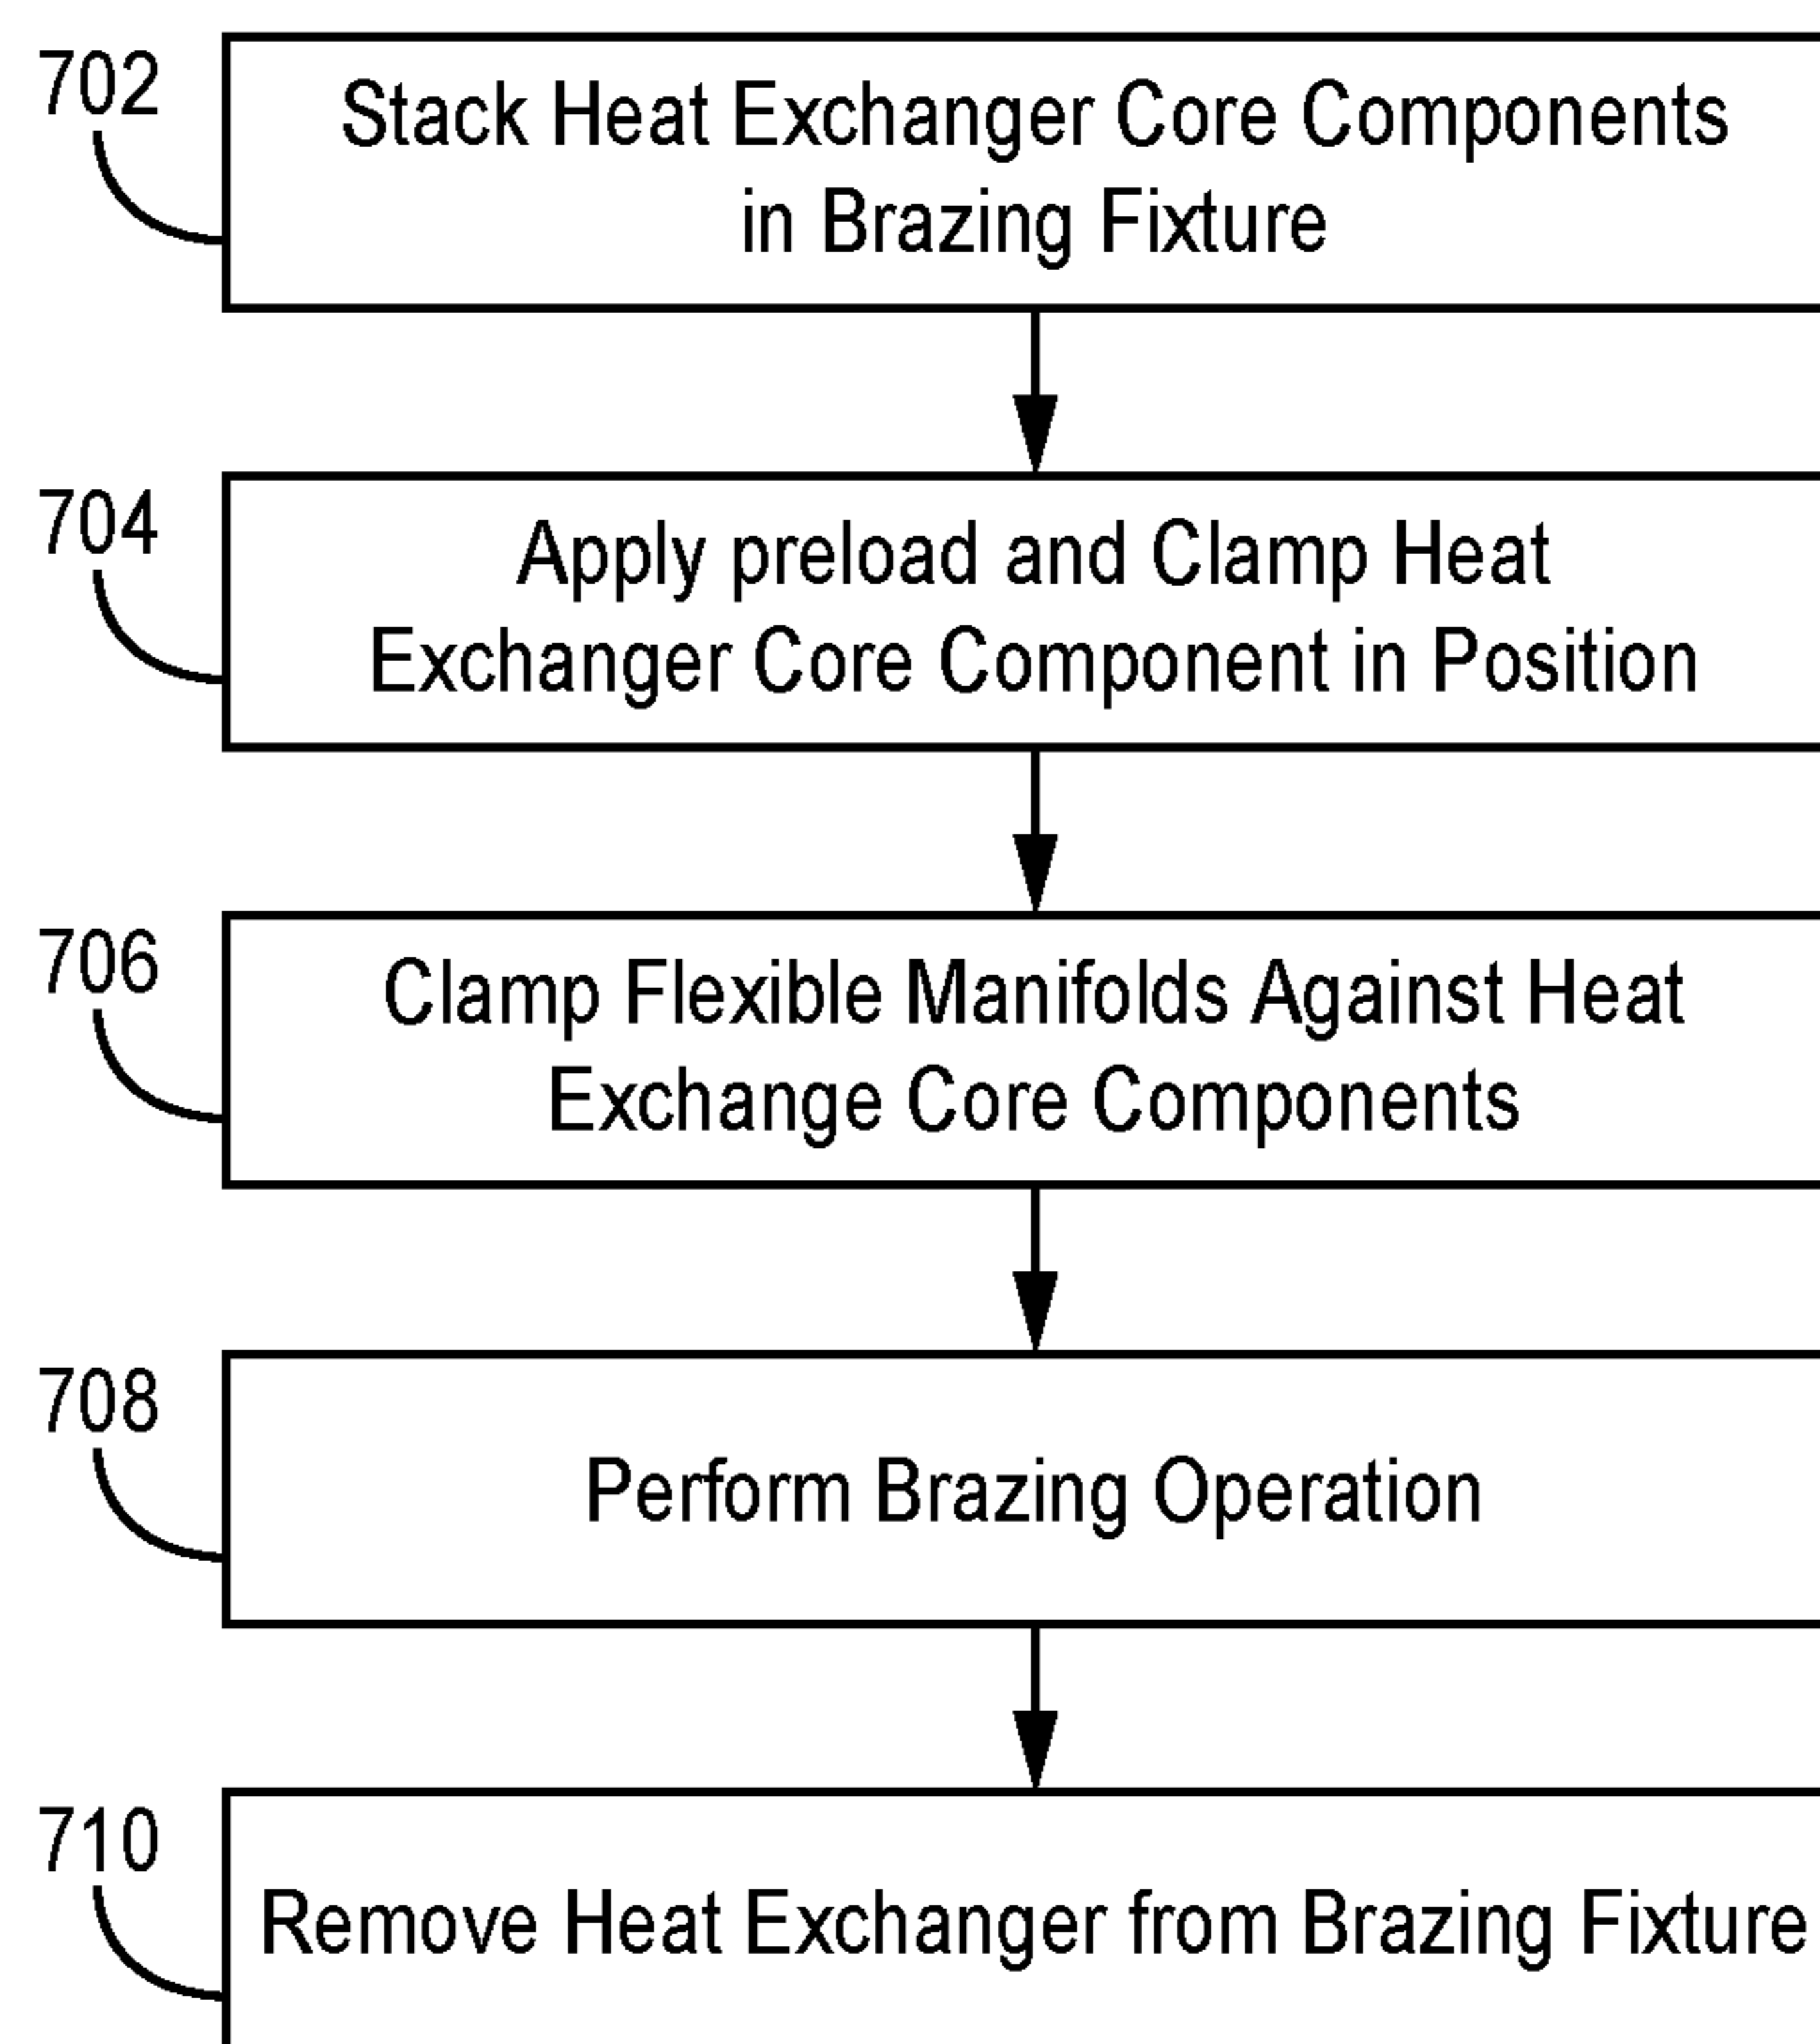 702
Stack Heat Exchanger Core Components
in Brazing Fixture
704
Apply preload and Clamp Heat
Exchanger Core Component in Position
706
Clamp Flexible Manifolds Against Heat
Exchange Core Components
708
Perform Brazing Operation
710
Remove Heat Exchanger from Brazing Fixture